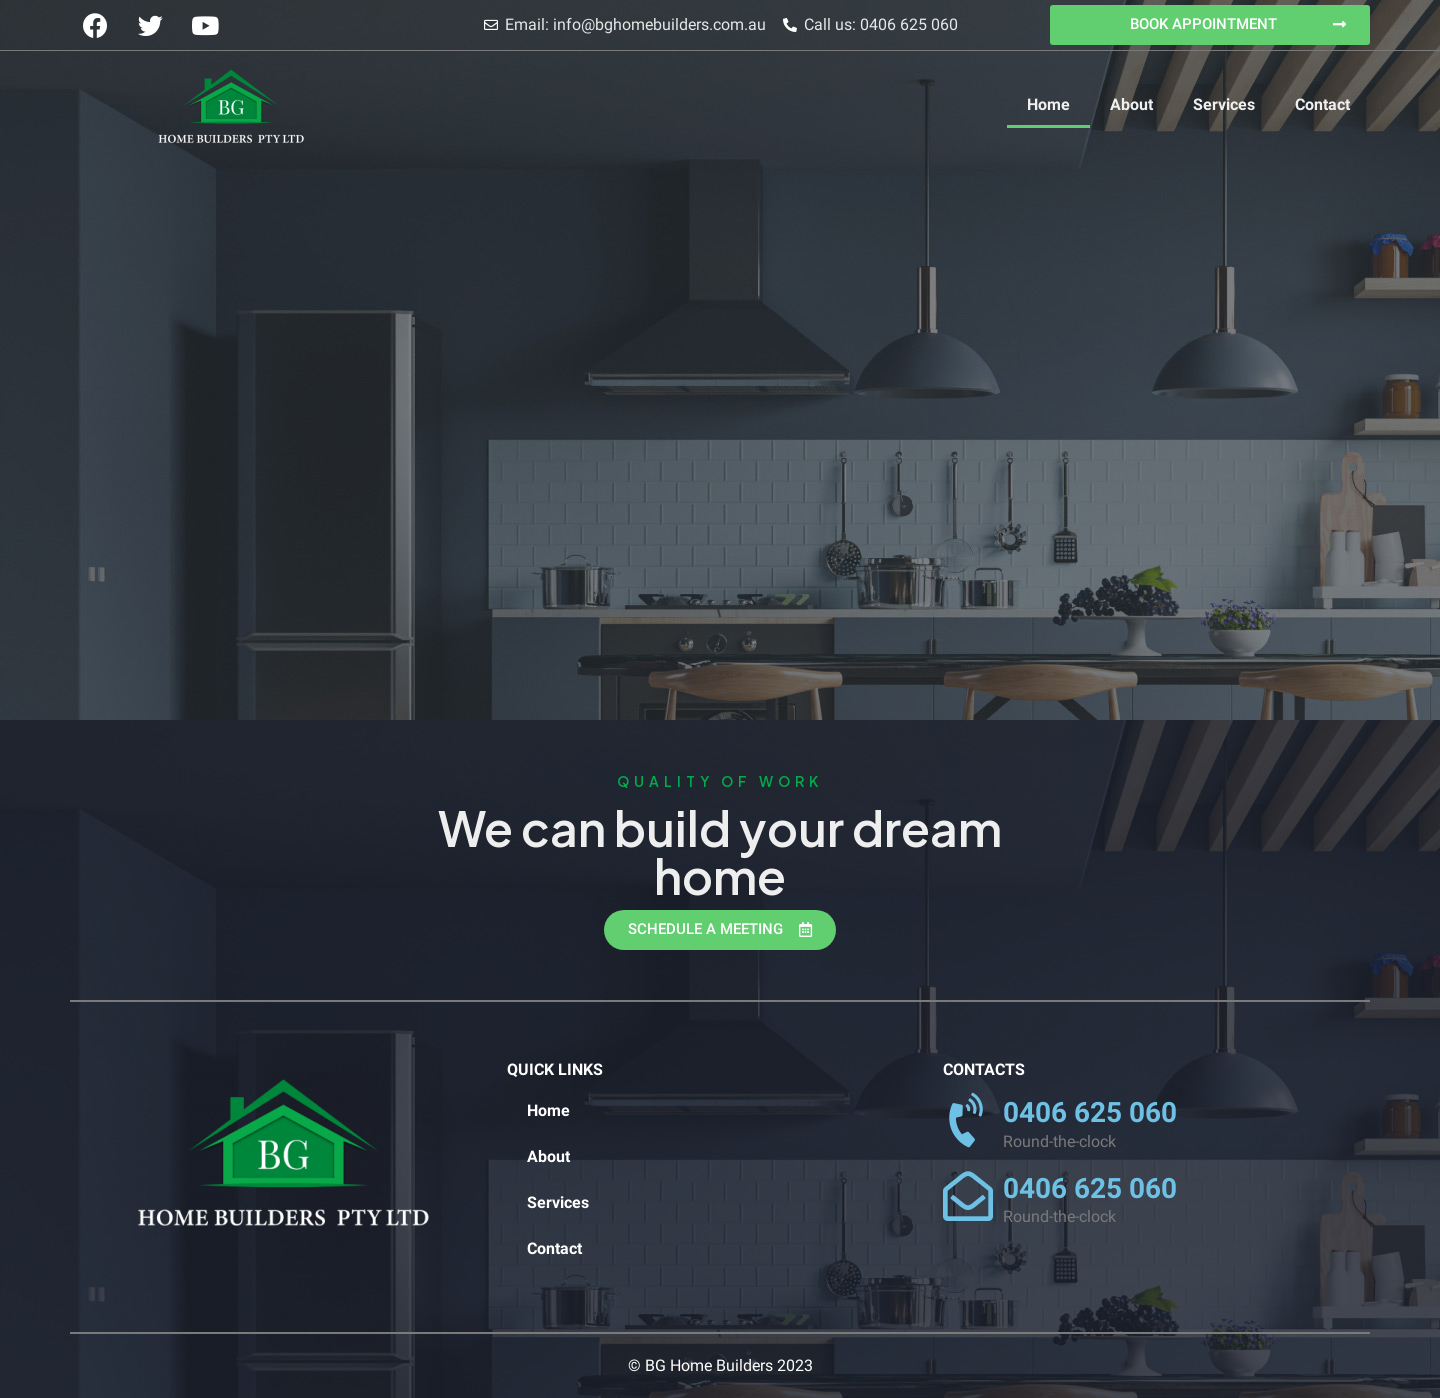 Email: info@bghomebuilders.com.au Call us: 0406 625 060
BOOK APPOINTMENT
BG
HOME BUILDERS PTY LTD
Home About Services Contact
QUALITY OF WORK
We can build your dream
home
SCHEDULE A MEETING
BG
HOME BUILDERS PTY LTD
QUICK LINKS
Home
About
Services
Contact
CONTACTS
0406 625 060
Round-the-clock
0406 625 060
Round-the-clock
© BG Home Builders 2023